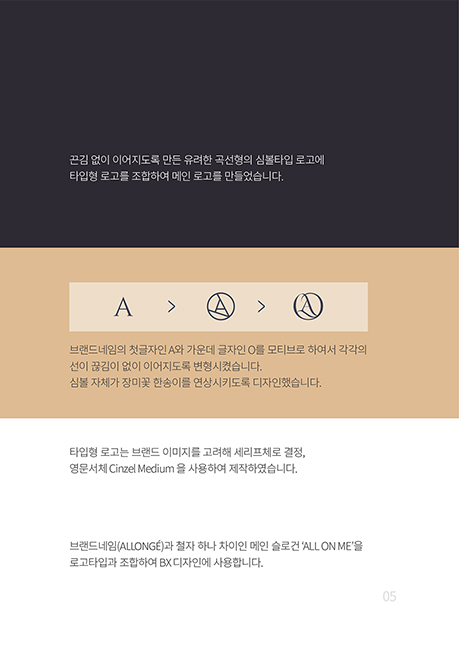 끈김 없이 이어지도록 만든 유려한 곡선형의 심볼타입 로고에
타입형 로고를 조합하여 메인 로고를 만들었습니다.
A > A > A
브랜드네임의 첫글자인 A와 가운데 글자인 O를 모티브로 하여서 각각의
선이 끊김이 없이 이어지도록 변형시켰습니다.
심볼 자체가 장미꽃 한송이를 연상시키도록 디자인했습니다.
타입형 로고는 브랜드 이미지를 고려해 세리프체로 결정,
영문서체 Cinzel Medium 을 사용하여 제작하였습니다.
브랜드네임(ALLONGÉ)과 철자 하나 차이인 메인 슬로건 ‘ALL ON ME’을
로고타입과 조합하여 BX 디자인에 사용합니다.
05